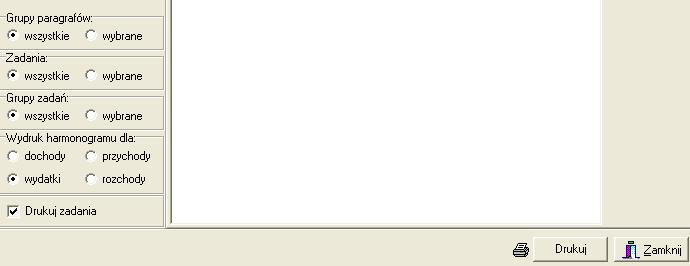 Grupy paragrafów:
wszystkie wybrane
Zadania:
wszystkie wybrane
Grupy zadań:
wszystkie wybrane
Wydruk harmonogramu dla:
dochody przychody
wydatki rozchody
Drukuj zadania
Drukuj Zamknij